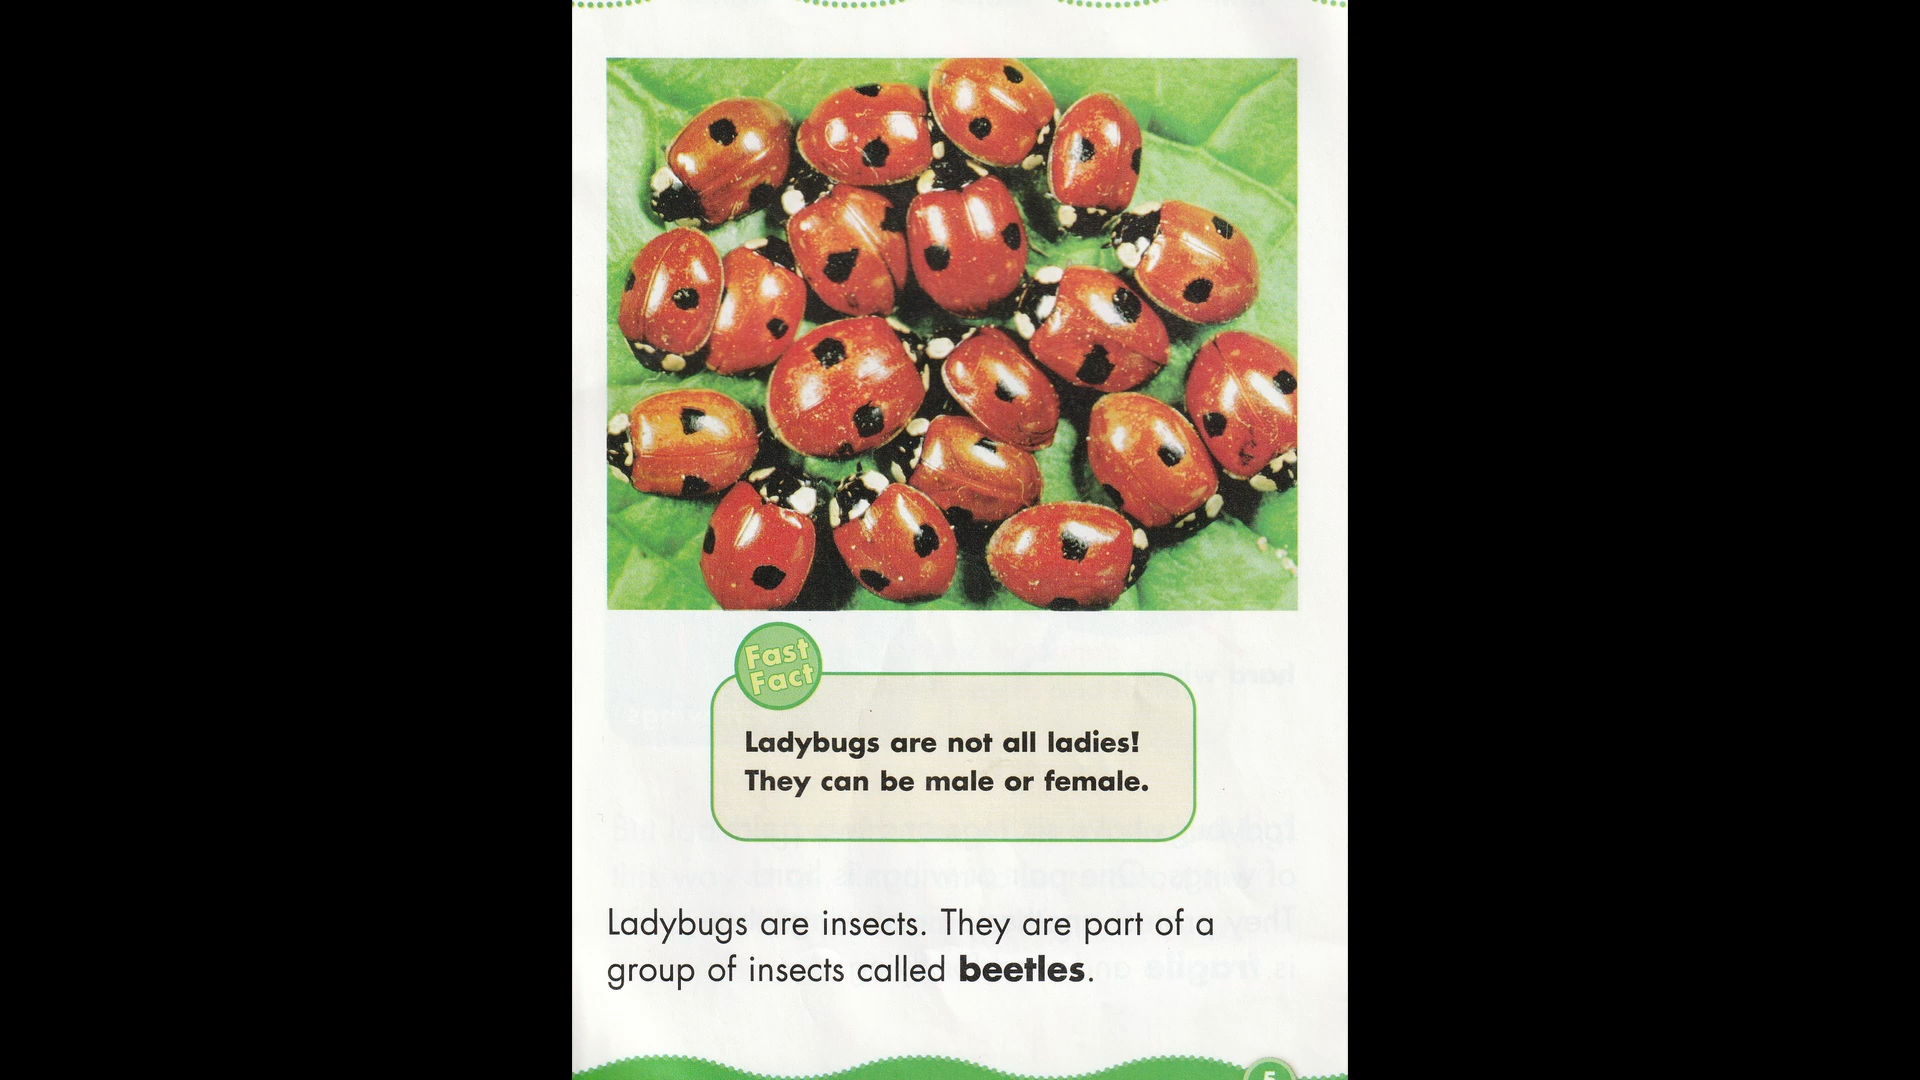 Fast
Fact
Ladybugs are not all ladies!
They can be male or female.
Ladybugs are insects. They are part of a
group of insects called beetles.
5